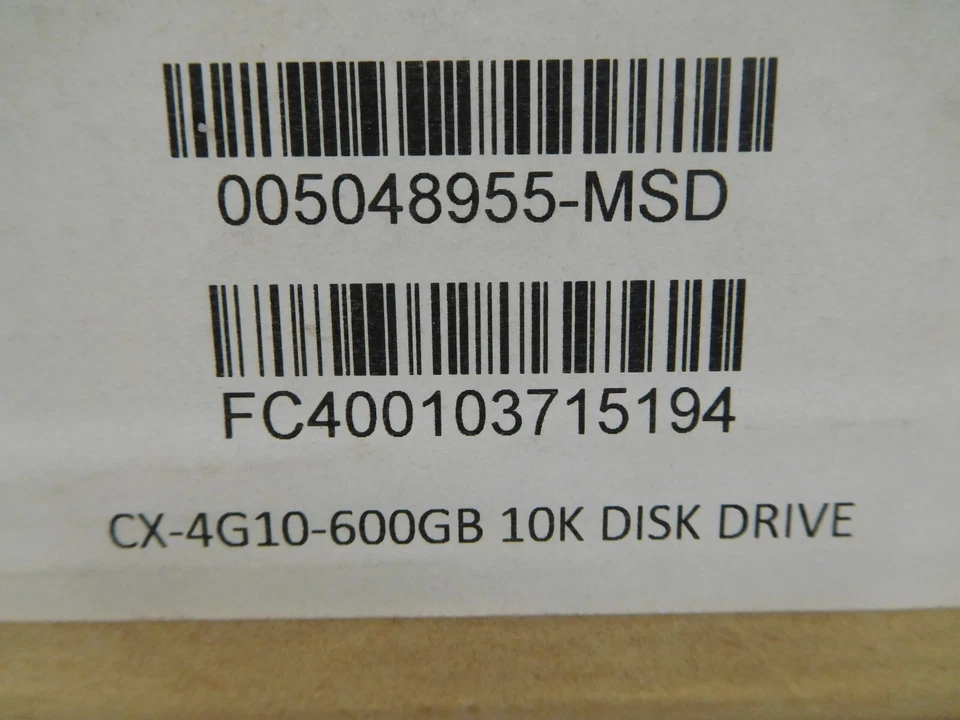 005048955-MSD
FC400103715194
CX-4G10-600GB 10K DISK DRIVE